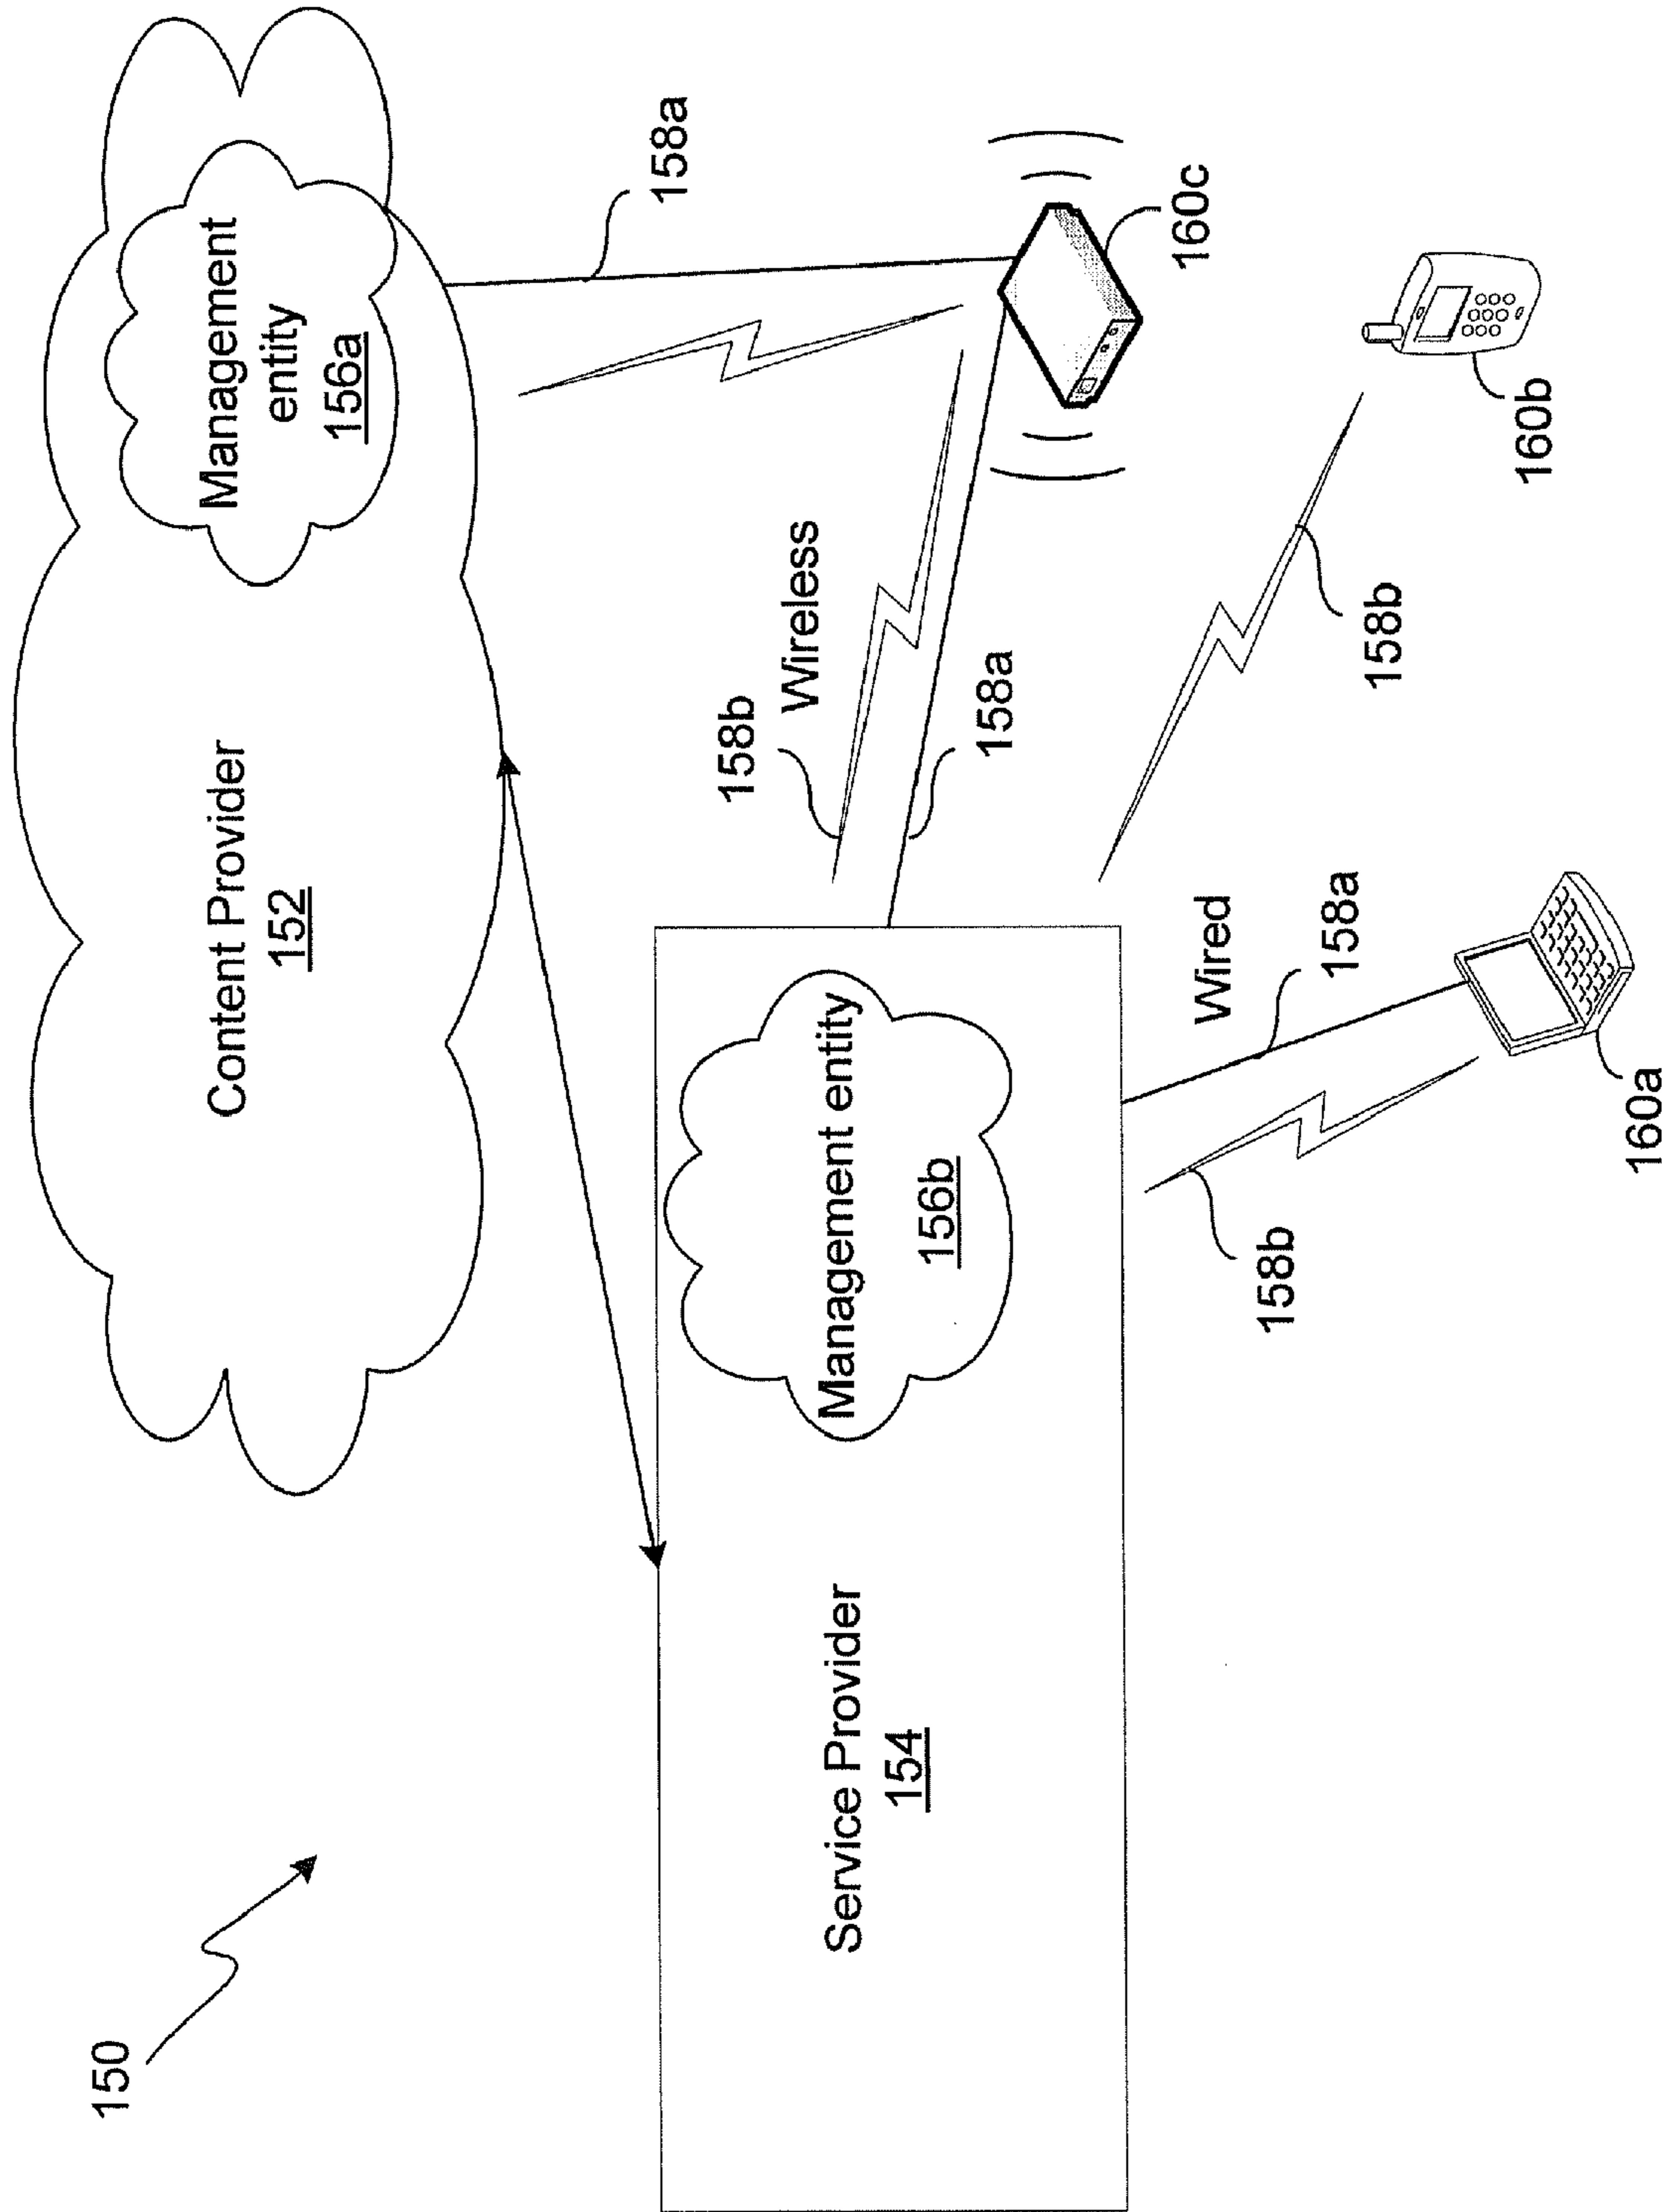 150
Content Provider
152
Management
entity
156a
Service Provider
154
Management entity
156b
158b
Wireless
158a
158a
160c
Wired
158a
158b
158b
160a
160b